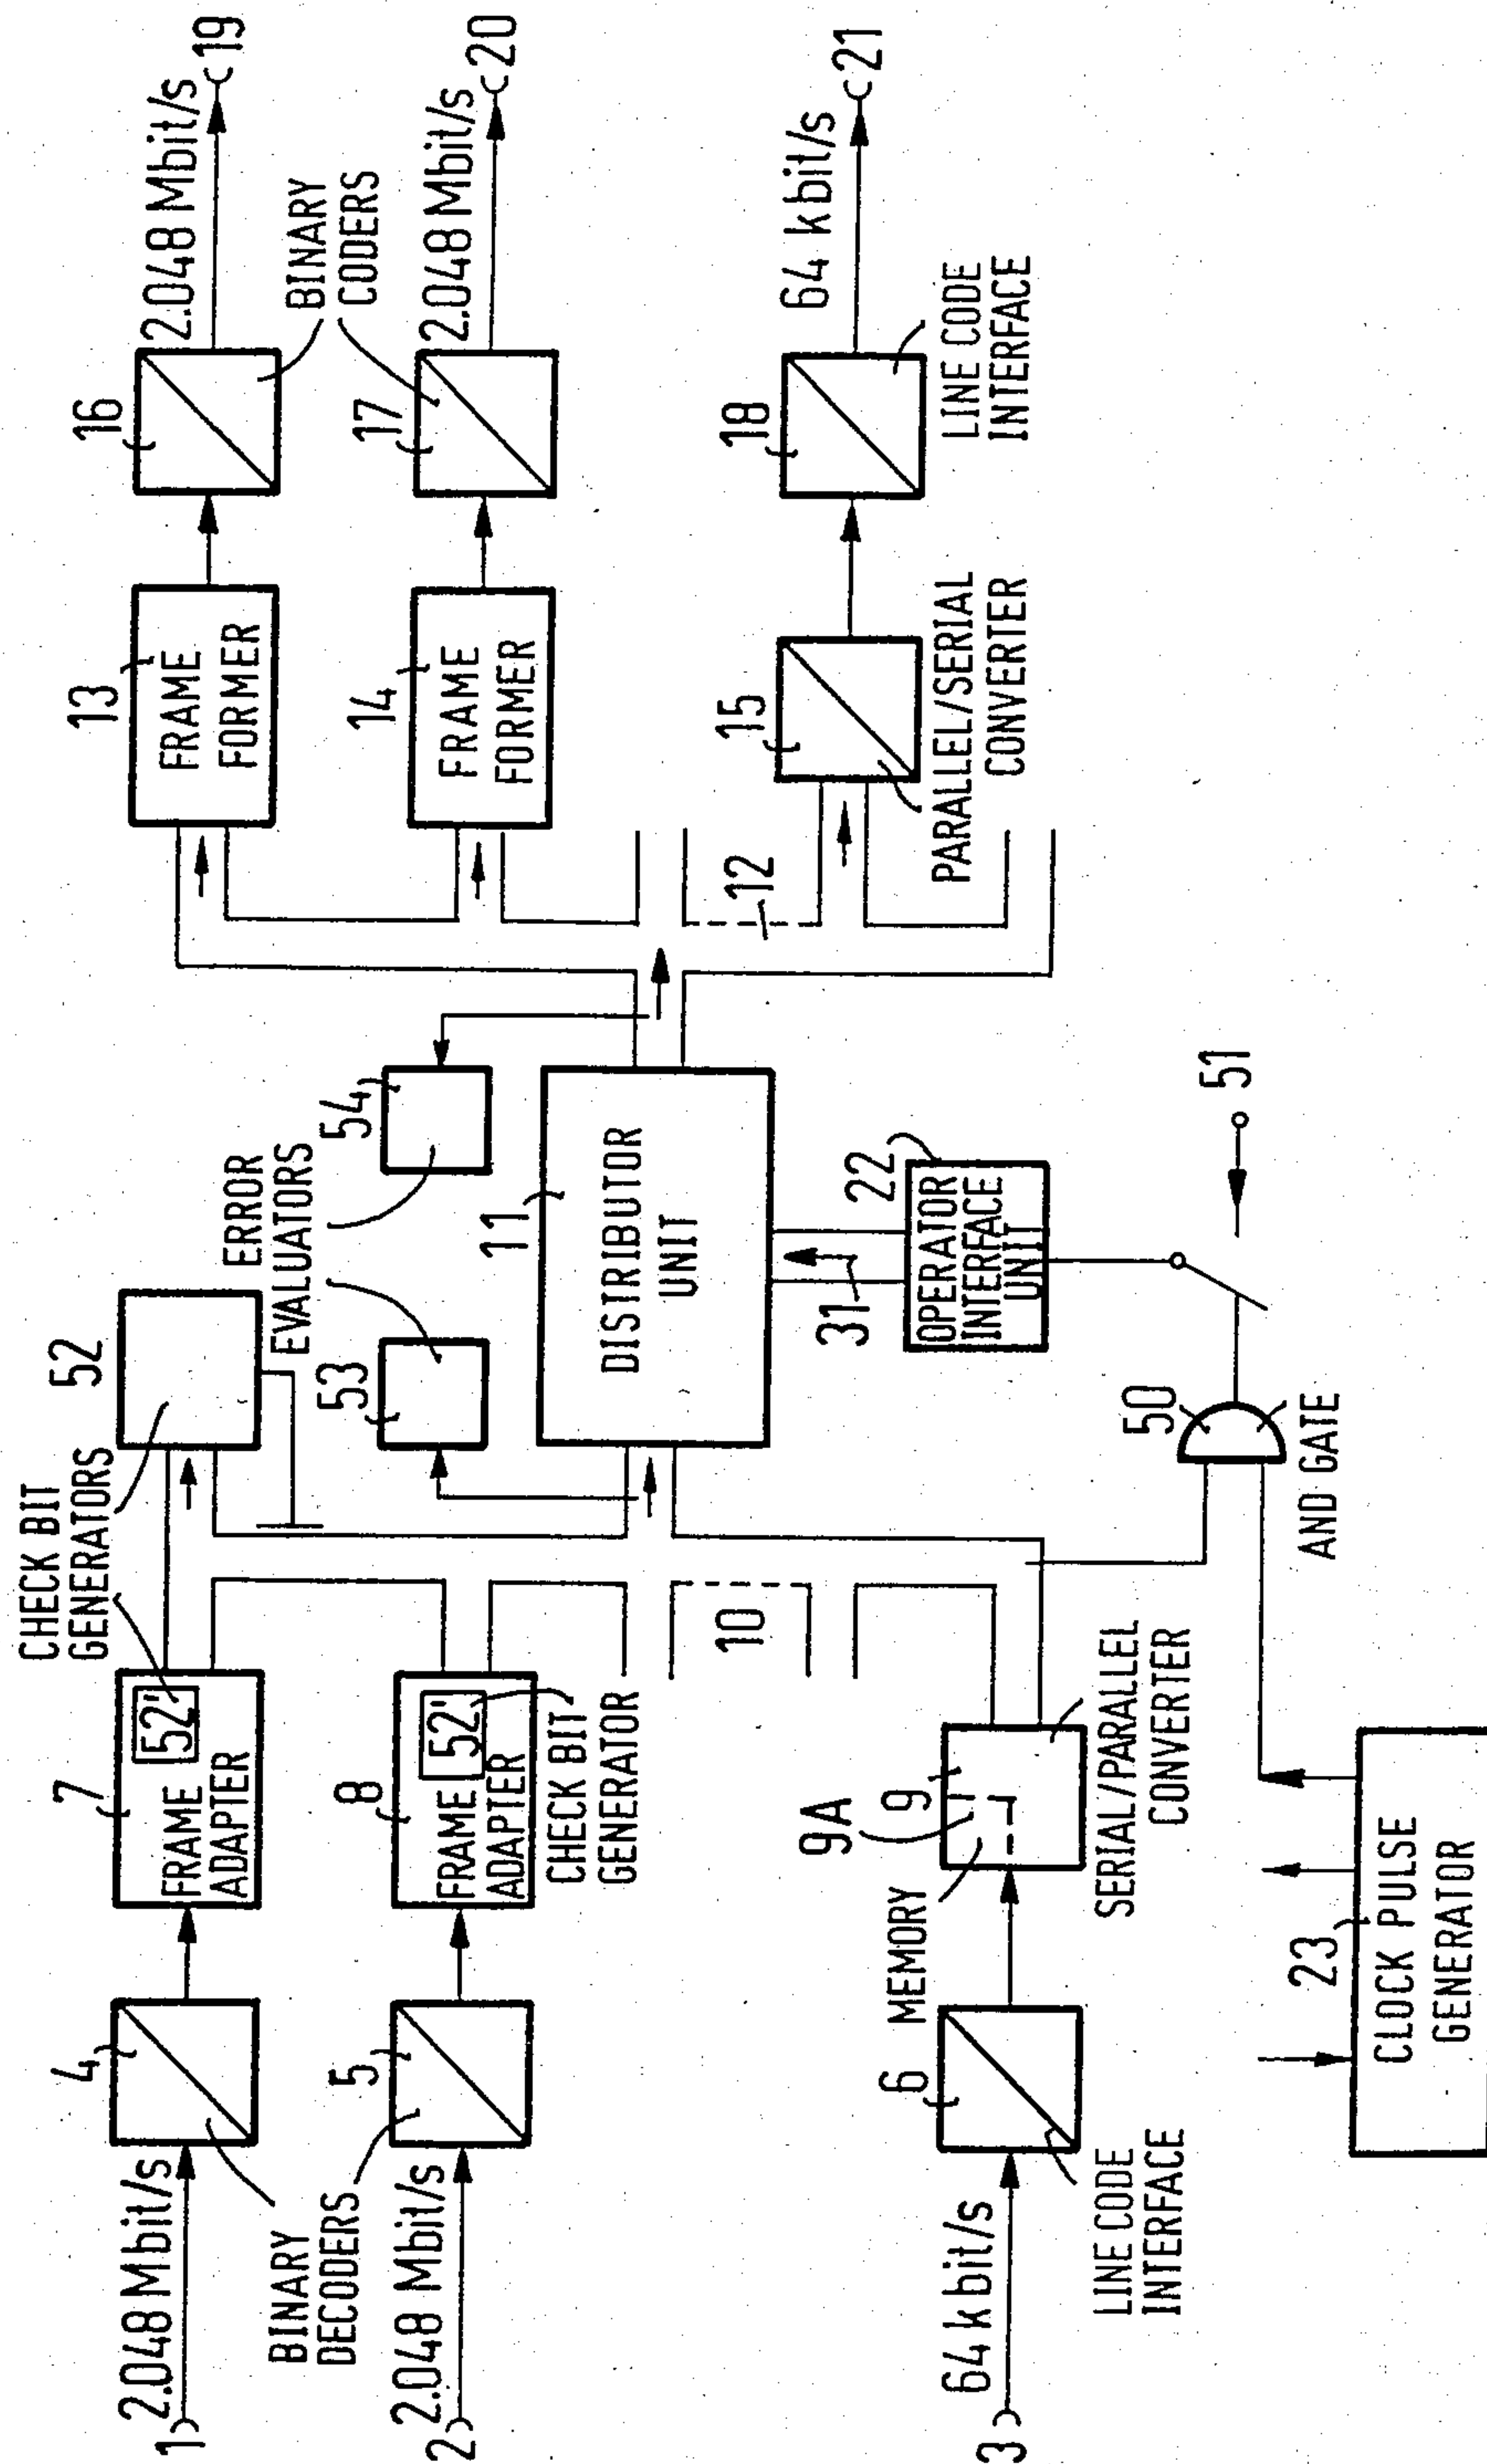 1
2.048 Mbit/s
4
BINARY
DECODERS
2
2.048 Mbit/s
5
3
64 k bit/s
6
LINE CODE
INTERFACE
7
52'
FRAME
ADAPTER
CHECK BIT
GENERATORS
52
8
52'
FRAME
ADAPTER
CHECK BIT
GENERATOR
MEMORY
9A
9
SERIAL/PARALLEL
CONVERTER
10
53
ERROR
EVALUATORS
54
11
DISTRIBUTOR
UNIT
31
22
OPERATOR
INTERFACE
UNIT
23
CLOCK PULSE
GENERATOR
50
AND GATE
51
12
13
FRAME
FORMER
14
FRAME
FORMER
15
PARALLEL/SERIAL
CONVERTER
16
2.048 Mbit/s
19
BINARY
CODERS
17
2.048 Mbit/s
20
18
64 k bit/s
21
LINE CODE
INTERFACE